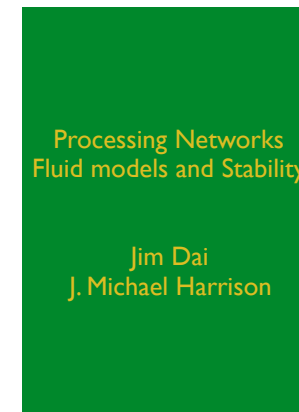 Processing Networks
Fluid models and Stability
Jim Dai
J. Michael Harrison